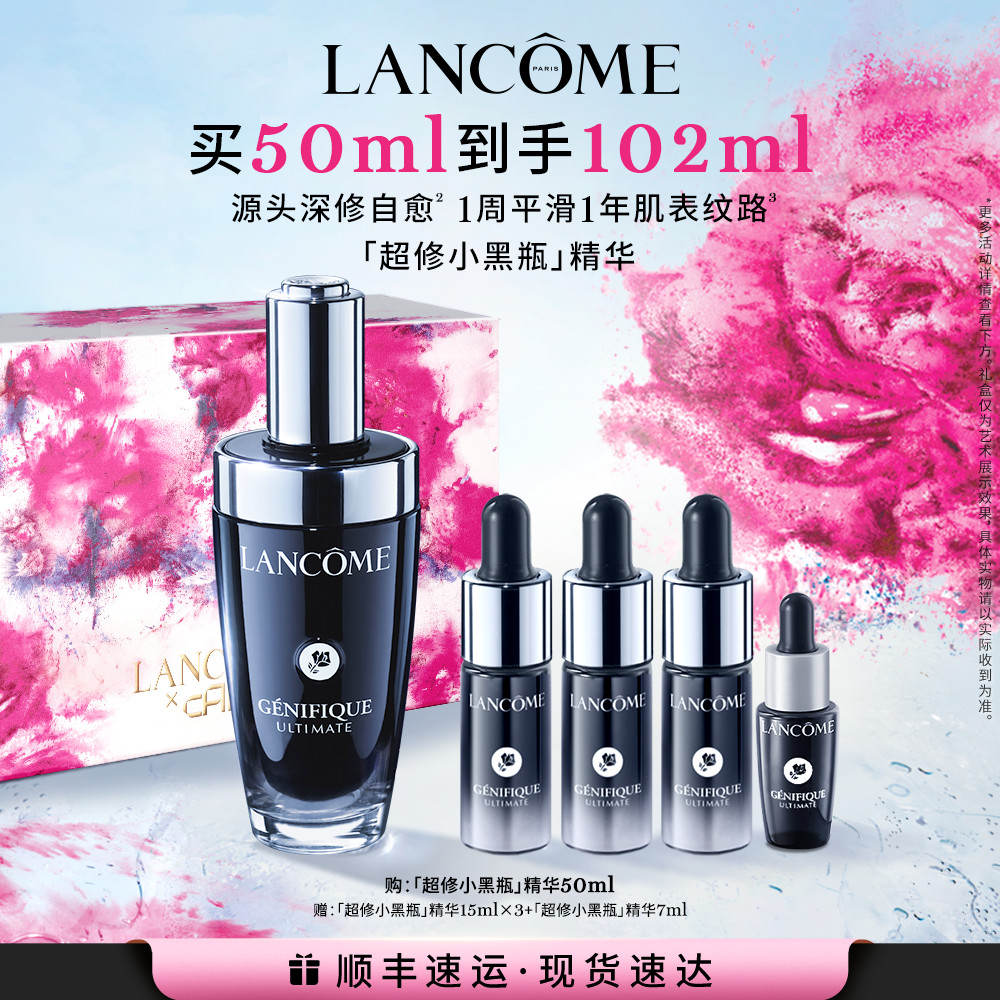 LANCÔME
PARIS
买50ml到手102ml
源头深修自愈² 1周平滑1年肌表纹路³
「超修小黑瓶」精华
*更多活动详情查看下方。礼盒仅为艺术展示效果,具体实物请以实际收到为准。
LANCÔME
GÉNIFIQUE
ULTIMATE
LANC
×
LANCÔME
GÉNIFIQUE
ULTIMATE
LANCÔME
GÉNIFIQUE
ULTIMATE
LANCÔME
GÉNIFIQUE
ULTIMATE
LANCÔME
GÉNIFIQUE
ULTIMATE
购:「超修小黑瓶」精华50ml
赠:「超修小黑瓶」精华15ml×3+「超修小黑瓶」精华7ml
顺丰速运·现货速达